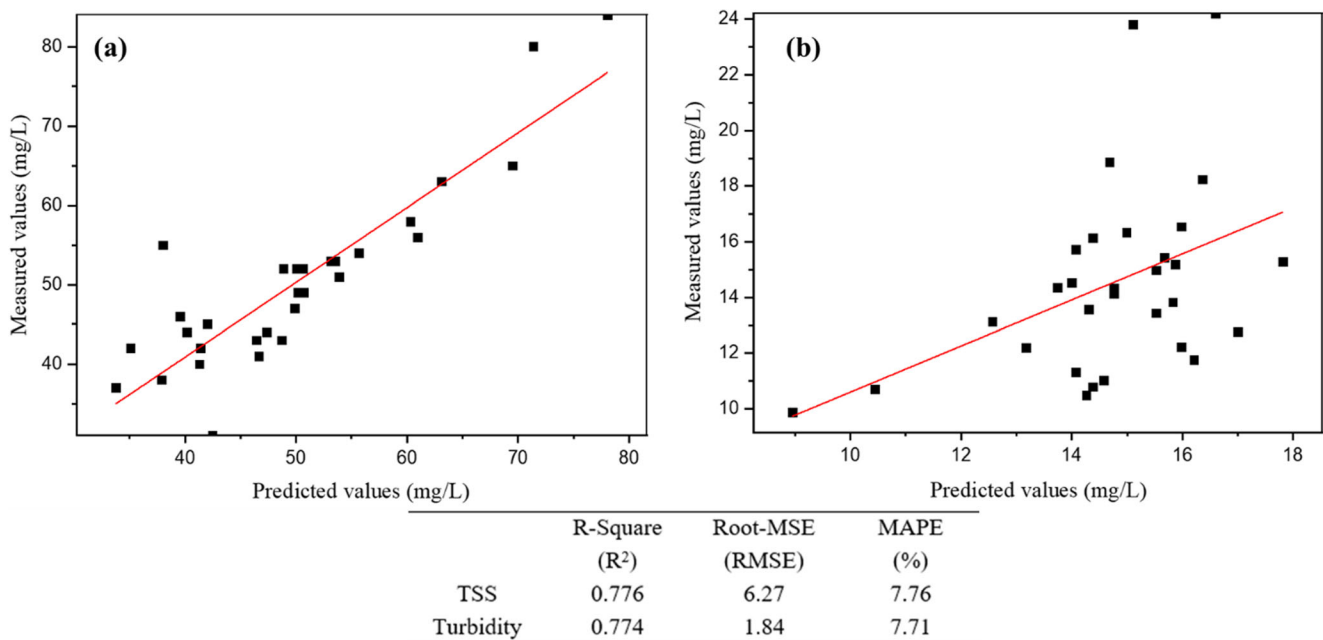 (a)
Measured values (mg/L)
80
70
60
50
40
40 50 60 70 80
Predicted values (mg/L)
(b)
Measured values (mg/L)
24
22
20
18
16
14
12
10
10 12 14 16 18
Predicted values (mg/L)
R-Square Root-MSE MAPE
(R²) (RMSE) (%)
TSS 0.776 6.27 7.76
Turbidity 0.774 1.84 7.71